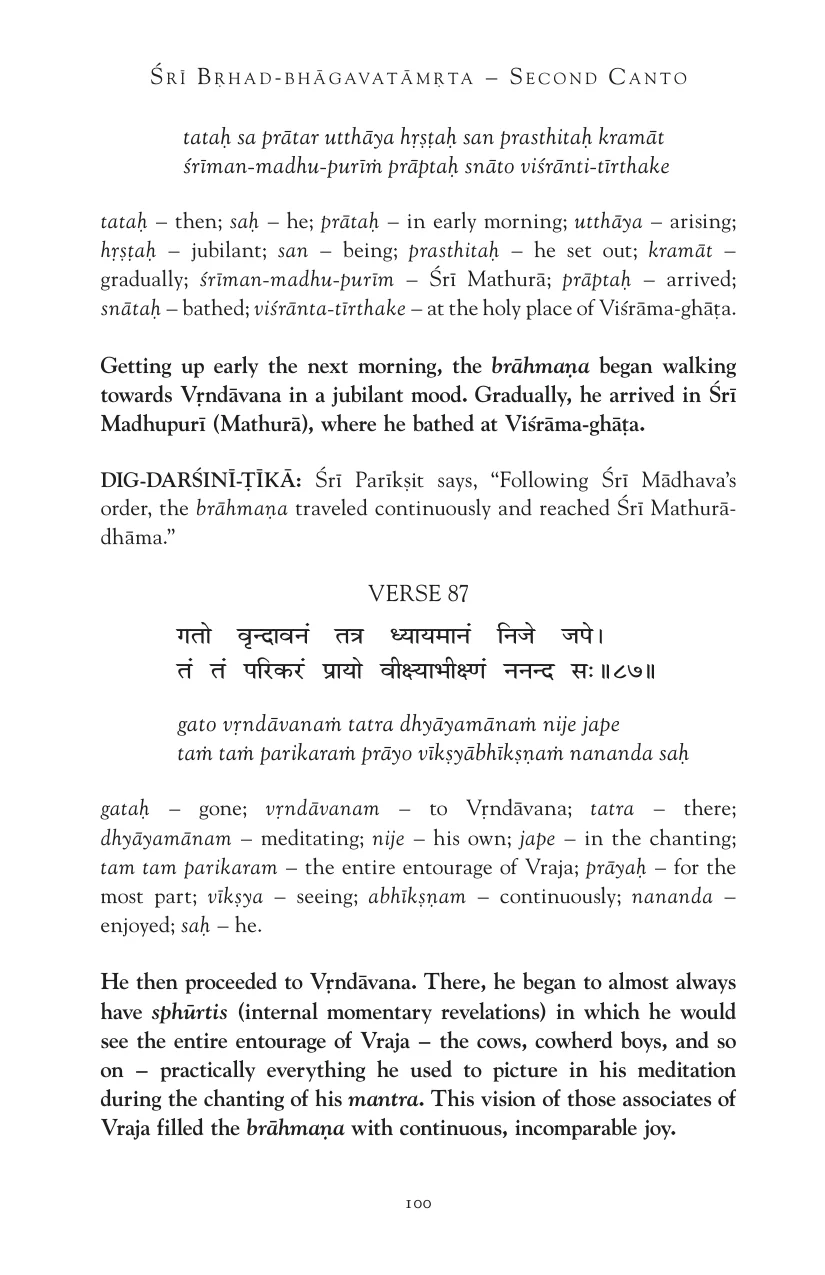 ŚRĪ BṚHAD-BHĀGAVATĀMṚTA – SECOND CANTO
tataḥ sa prātar utthāya hṛṣṭaḥ san prasthitaḥ kramāt
śrīman-madhu-purīṁ prāptaḥ snāto viśrānti-tīrthake
tataḥ – then; saḥ – he; prātaḥ – in early morning; utthāya – arising;
hṛṣṭaḥ – jubilant; san – being; prasthitaḥ – he set out; kramāt –
gradually; śrīman-madhu-purīm – Śrī Mathurā; prāptaḥ – arrived;
snātaḥ – bathed; viśrānta-tīrthake – at the holy place of Viśrāma-ghāṭa.
Getting up early the next morning, the brāhmaṇa began walking
towards Vṛndāvana in a jubilant mood. Gradually, he arrived in Śrī
Madhupurī (Mathurā), where he bathed at Viśrāma-ghāṭa.
DIG-DARŚINĪ-ṬĪKĀ: Śrī Parīkṣit says, “Following Śrī Mādhava’s
order, the brāhmaṇa traveled continuously and reached Śrī Mathurā-
dhāma.”
VERSE 87
गतो वृन्दावनं तत्र ध्यायमानं निजे जपे।
तं तं परिकरं प्रायो वीक्ष्याभीक्ष्णं ननन्द सः॥८७॥
gato vṛndāvanaṁ tatra dhyāyamānaṁ nije jape
taṁ taṁ parikaraṁ prāyo vīkṣyābhīkṣṇaṁ nananda saḥ
gataḥ – gone; vṛndāvanam – to Vṛndāvana; tatra – there;
dhyāyamānam – meditating; nije – his own; jape – in the chanting;
tam tam parikaram – the entire entourage of Vraja; prāyaḥ – for the
most part; vīkṣya – seeing; abhīkṣṇam – continuously; nananda –
enjoyed; saḥ – he.
He then proceeded to Vṛndāvana. There, he began to almost always
have sphūrtis (internal momentary revelations) in which he would
see the entire entourage of Vraja – the cows, cowherd boys, and so
on – practically everything he used to picture in his meditation
during the chanting of his mantra. This vision of those associates of
Vraja filled the brāhmaṇa with continuous, incomparable joy.
100